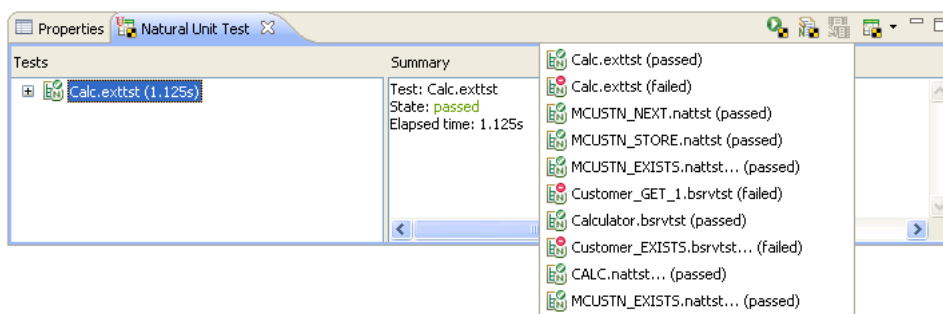 Properties
Natural Unit Test
Tests
Summary
Calc.exttst (1.125s)
Test: Calc.exttst
State: passed
Elapsed time: 1.125s
Calc.exttst (passed)
Calc.exttst (failed)
MCUSTN_NEXT.nattst (passed)
MCUSTN_STORE.nattst (passed)
MCUSTN_EXISTS.nattst... (passed)
Customer_GET_1.bsrvtst (failed)
Calculator.bsrvtst (passed)
Customer_EXISTS.bsrvtst... (failed)
CALC.nattst... (passed)
MCUSTN_EXISTS.nattst... (passed)